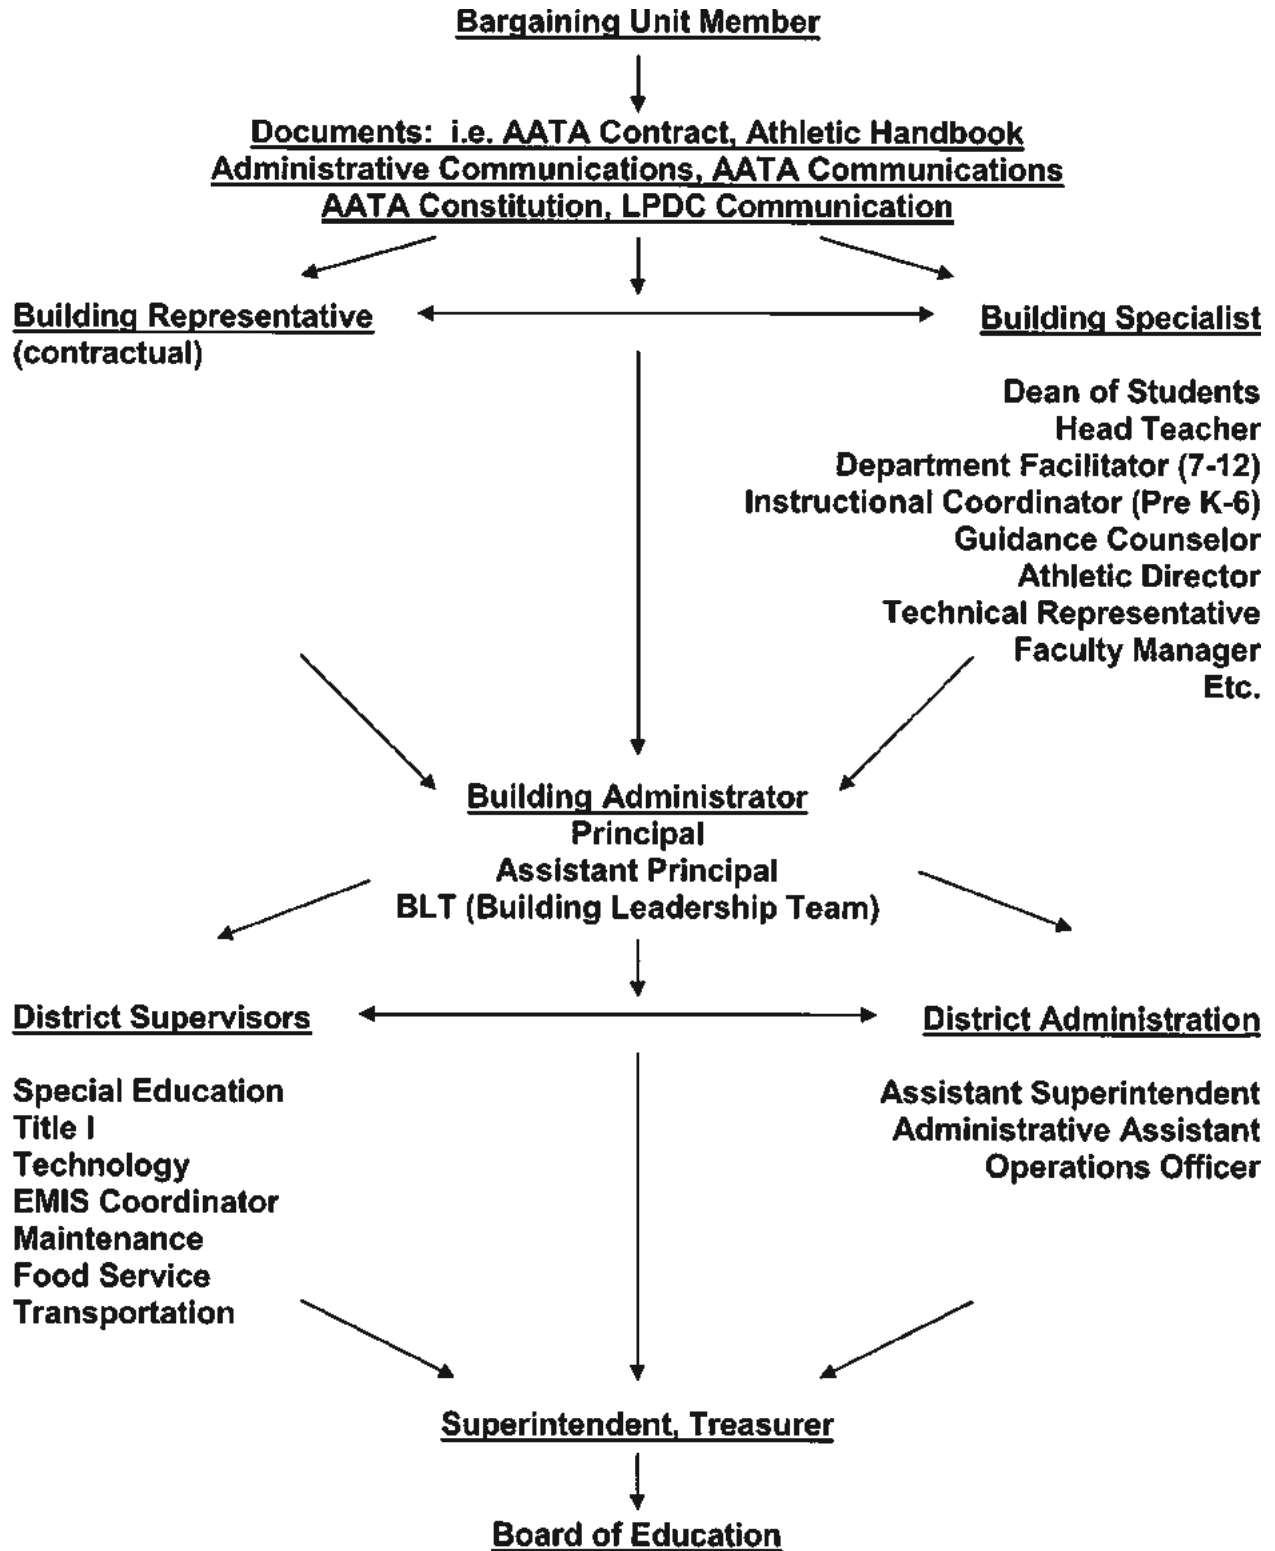 Bargaining Unit Member
Documents:  i.e. AATA Contract, Athletic Handbook
Administrative Communications, AATA Communications
AATA Constitution, LPDC Communication
Building Representative
(contractual)
Building Specialist
Dean of Students
Head Teacher
Department Facilitator (7-12)
Instructional Coordinator (Pre K-6)
Guidance Counselor
Athletic Director
Technical Representative
Faculty Manager
Etc.
Building Administrator
Principal
Assistant Principal
BLT (Building Leadership Team)
District Supervisors
Special Education
Title I
Technology
EMIS Coordinator
Maintenance
Food Service
Transportation
District Administration
Assistant Superintendent
Administrative Assistant
Operations Officer
Superintendent, Treasurer
Board of Education